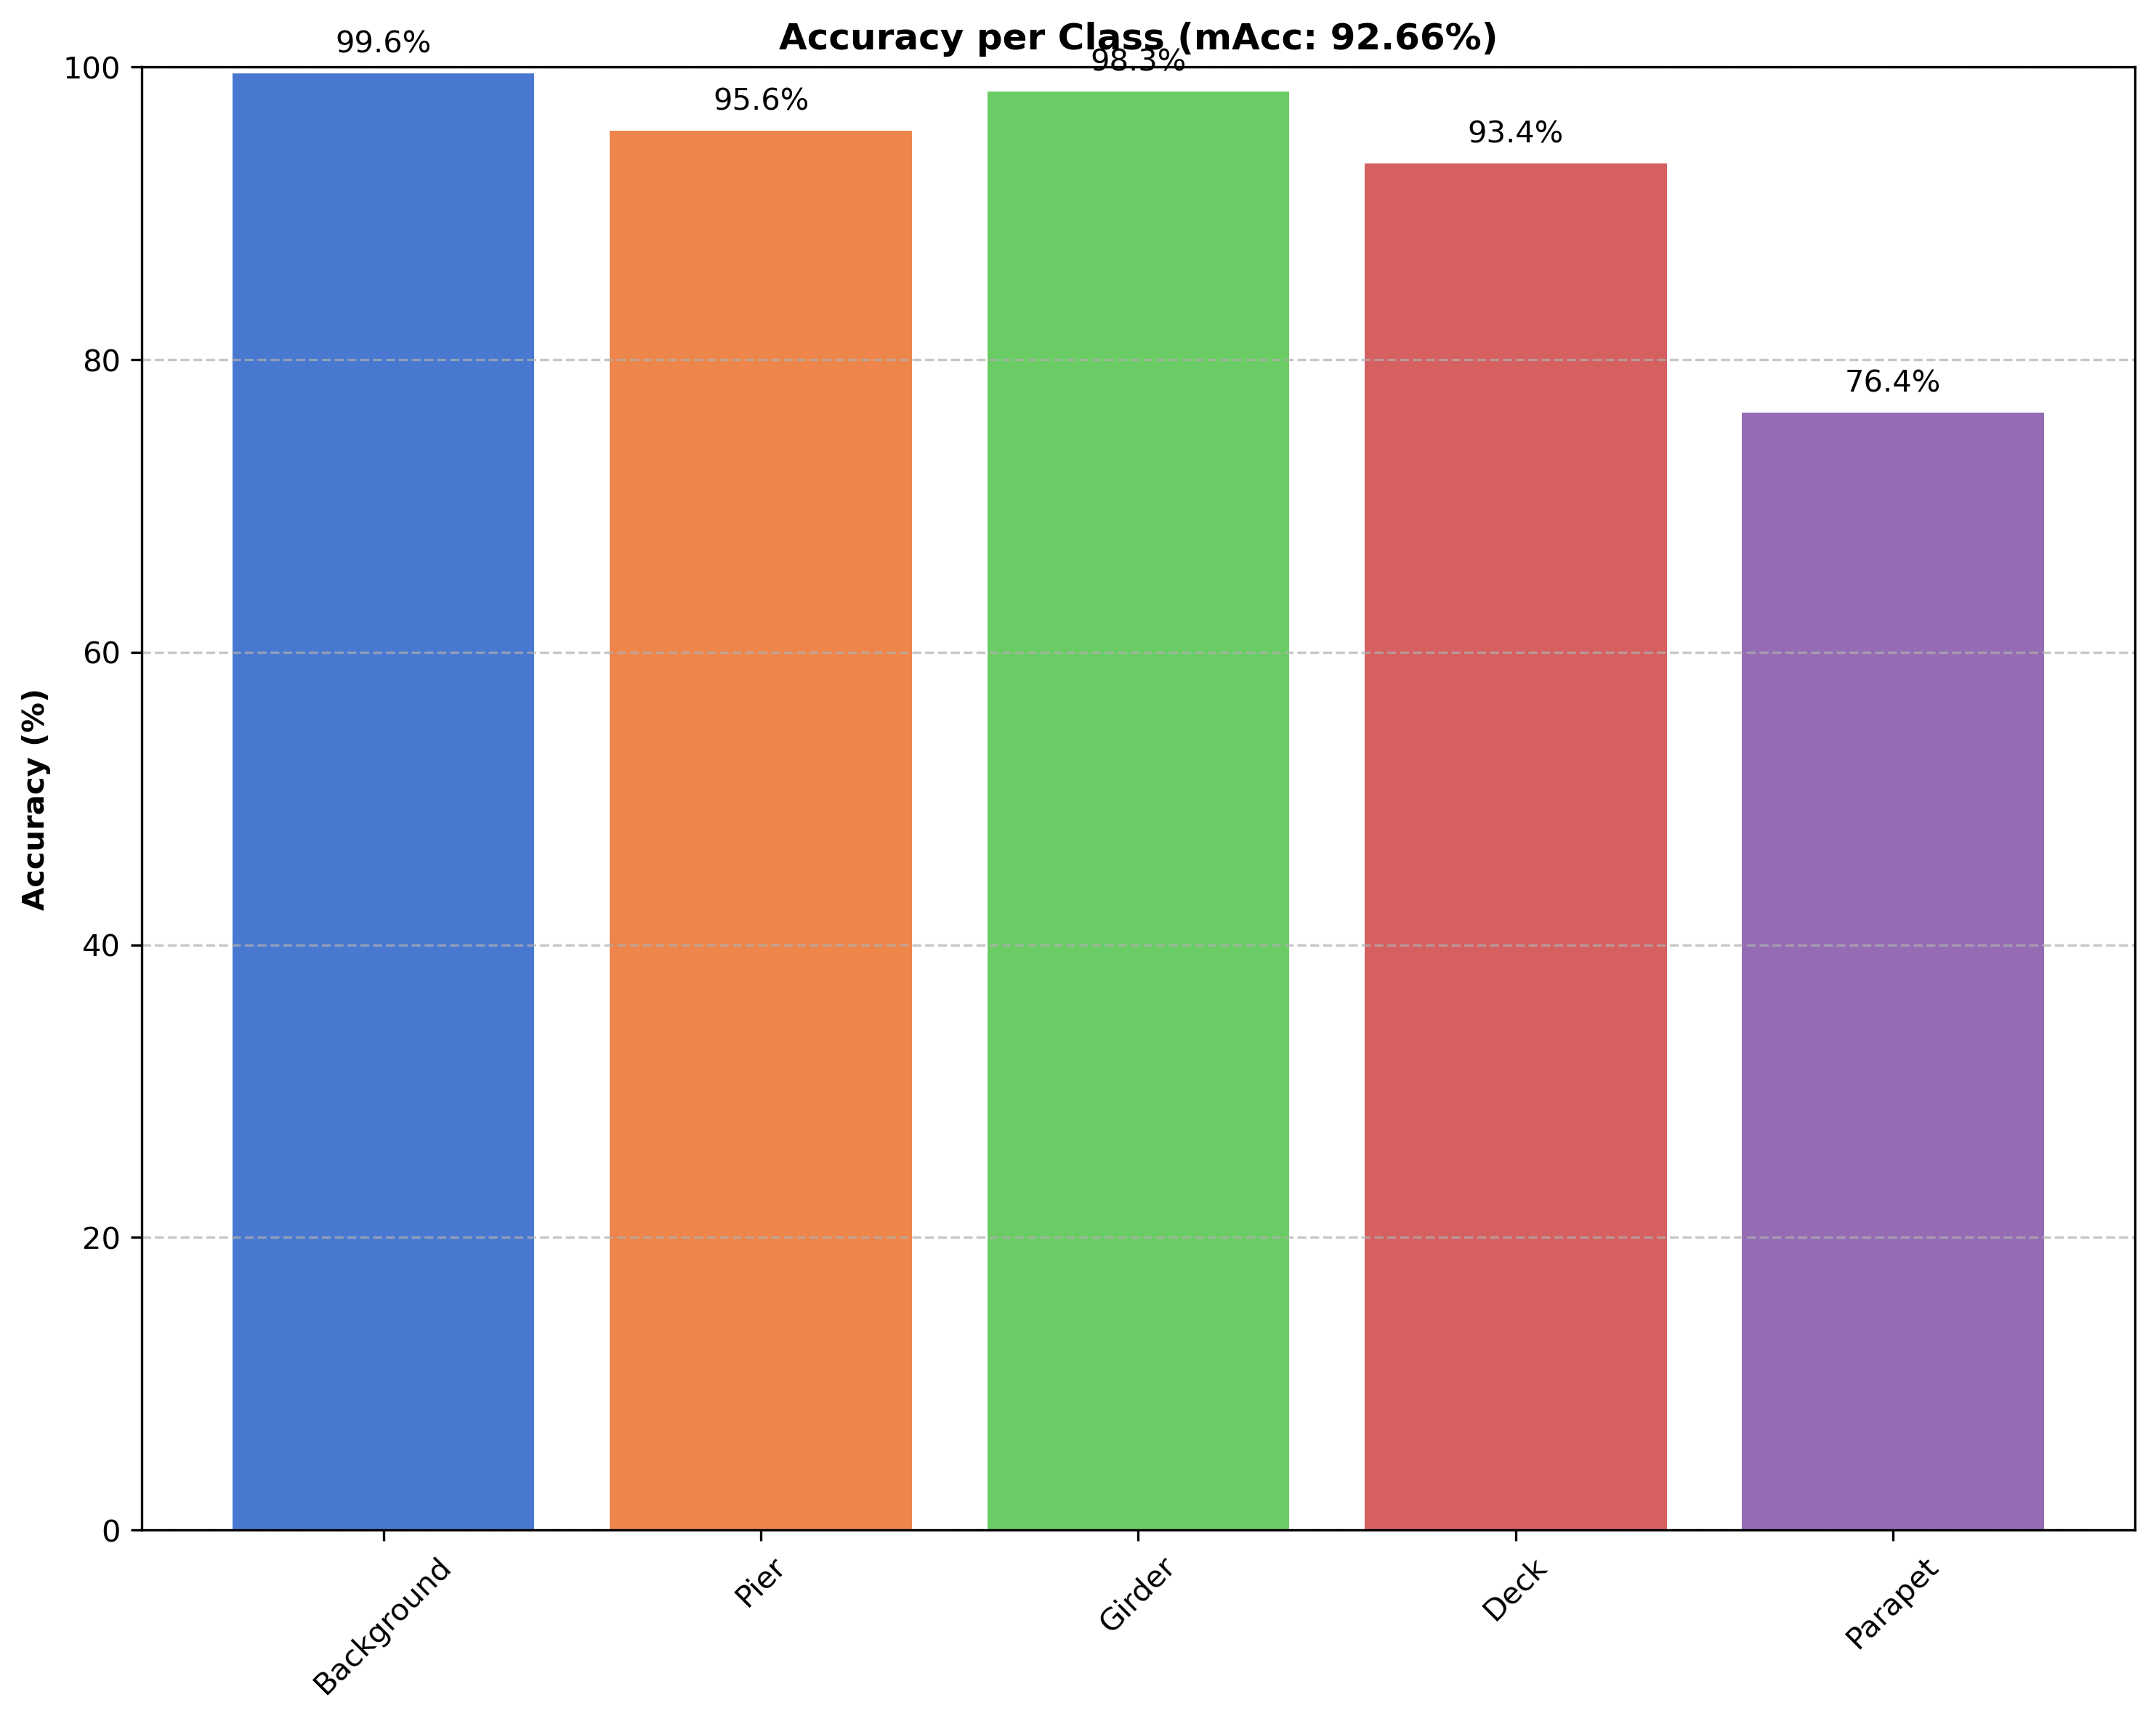 Accuracy per Class (mAcc: 92.66%)
99.6%
95.6%
98.3%
93.4%
76.4%
100
80
60
40
20
0
Accuracy (%)
Background
Pier
Girder
Deck
Parapet